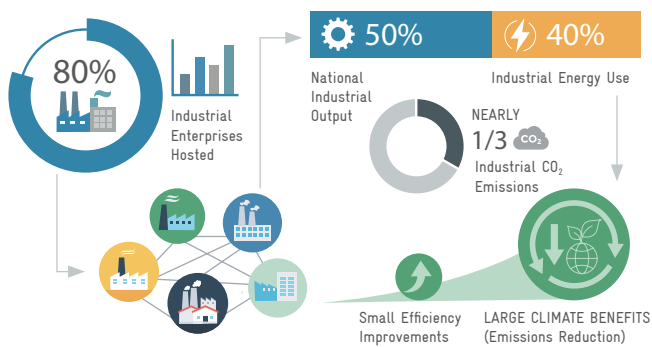 80%
Industrial
Enterprises
Hosted
50%
40%
National
Industrial
Output
Industrial Energy Use
NEARLY
1/3
CO₂
Industrial CO₂
Emissions
Small Efficiency
Improvements
LARGE CLIMATE BENEFITS
(Emissions Reduction)